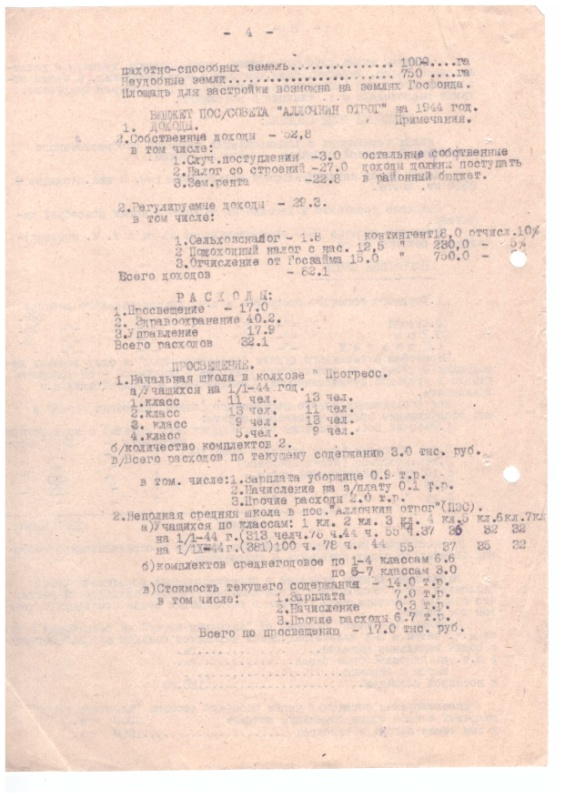 - 4 -
пахотно-способных земель............... 1000....га
Неудобные земли........................ 750 ....га
Площадь для застройки возможна на землях Госфонда.
БЮДЖЕТ ПОС/СОВЕТА "АЛЛОЧКИН ОТРОГ" на 1944 год.
1. ДОХОДЫ. Примечания.
2.Собственные доходы - 52,8
в том числе:
1.Случ.поступления -3.0 остальные собственные
2.Налог со строений -27.0 доходы должны поступать
3.Зем.рента -22.8 в районный бюджет.
2.Регулируемые доходы - 29.3.
в том числе:
1.Сельхозналог - 1.8 контингент18,0 отчисл.10%
2 Подоходный налог с нас. 12,5 " 230,0 - 5%
3.Отчисление от Госзайма 15.0 " 750.0 -
Всего доходов - 82.1
Р А С Х О Д Ы:
1.Просвещение - 17.0
2. Здравоохранение 40.2.
3.Управление 17.9
Всего расходов 32.1
ПРОСВЕЩЕНИЕ.
1.Начальная школа в колхозе " Прогресс.
а/Учащихся на 1/1-44 год.
1.класс 11 чел. 13 чел.
2.класс 13 чел. 11 чел.
3. класс 9 чел. 13 чел.
4.класс 5.чел. 9 чел.
б/количество комплектов 2.
в/Всего расходов по текущему содержанию 3.0 тыс. руб.
в том. числе:1.Зарплата уборщице 0.9 т.р.
2.Начисление на з/плату 0.1 т.р.
3.Прочие расходы 2.0 т.р.
2.Неполная средняя школа в пос."аллочкин отрог"(ПЭС).
а)Учащихся по классам: 1 кл. 2 кл. 3 кл. 4 кл.5 кл.6кл.7кл
на 1/1-44 г.(313 челч.76 ч.44 ч. 55 ч.37 36 32 32
на 1/IX-44г.(381)100 ч. 78 ч. 44 55 37 35 32
б)комплектов среднегодовое по 1-4 классам 6.6
по 5-7 классам 3.0
в)Стоимость текущего содержания - 14.0 т.р.
в том числе: 1.Зарплата 7.0 т.р.
2.Начисление 0.3 т.р.
3.Прочие расходы 6.7 т.р.
Всего по просвещению - 17.0 тыс. руб.